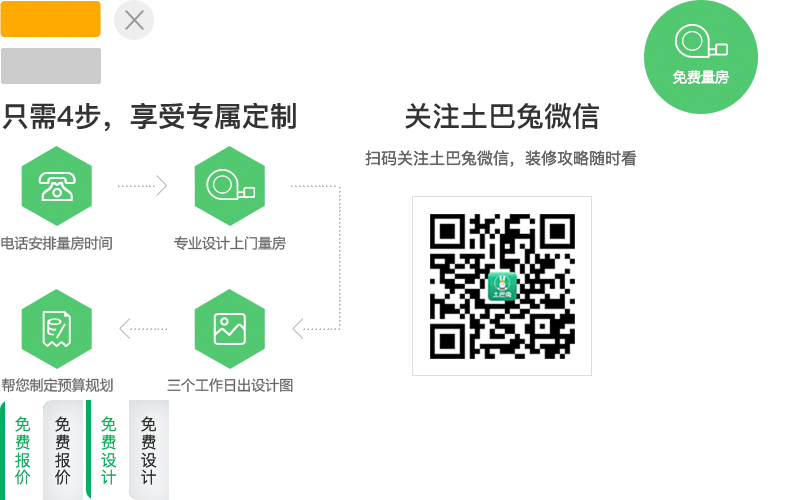 免费量房
只需4步，享受专属定制
关注土巴兔微信
扫码关注土巴兔微信，装修攻略随时看
电话安排量房时间
专业设计上门量房
土巴兔
帮您制定预算规划
三个工作日出设计图
免费报价
免费报价
免费设计
免费设计